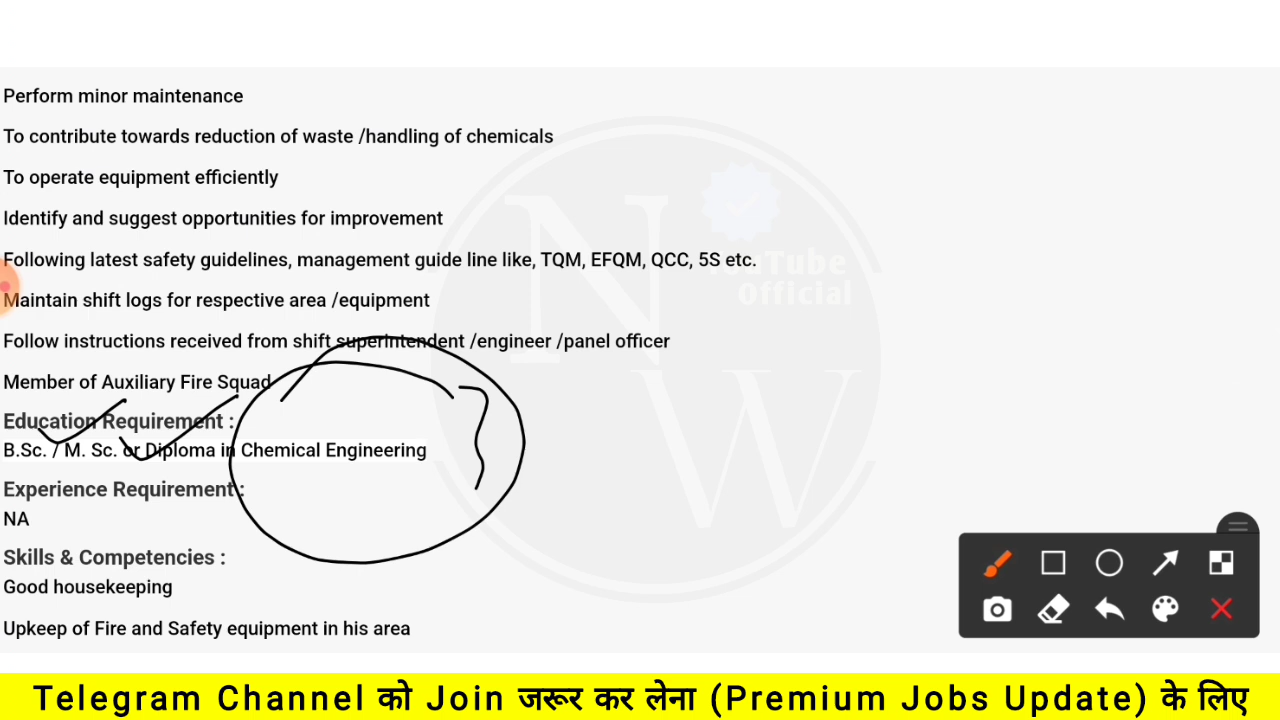 Perform minor maintenance
To contribute towards reduction of waste /handling of chemicals
To operate equipment efficiently
Identify and suggest opportunities for improvement
Following latest safety guidelines, management guide line like, TQM, EFQM, QCC, 5S etc.
Maintain shift logs for respective area /equipment
Follow instructions received from shift superintendent /engineer /panel officer
Member of Auxiliary Fire Squad
Education Requirement :
B.Sc. / M. Sc. or Diploma in Chemical Engineering
Experience Requirement :
NA
Skills & Competencies :
Good housekeeping
Upkeep of Fire and Safety equipment in his area
N W
YouTube
Official
Telegram Channel को Join जरूर कर लेना (Premium Jobs Update) के लिए